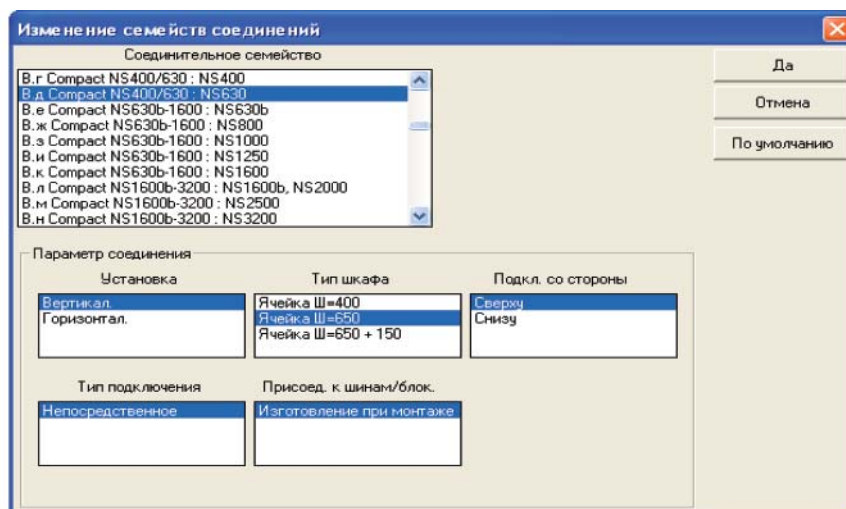 Изменение семейств соединений
Соединительное семейство
В.г Compact NS400/630 : NS400
В.д Compact NS400/630 : NS630
В.е Compact NS630b-1600 : NS630b
В.ж Compact NS630b-1600 : NS800
В.з Compact NS630b-1600 : NS1000
В.и Compact NS630b-1600 : NS1250
В.к Compact NS630b-1600 : NS1600
В.л Compact NS1600b-3200 : NS1600b, NS2000
В.м Compact NS1600b-3200 : NS2500
В.н Compact NS1600b-3200 : NS3200
Да
Отмена
По умолчанию
Параметр соединения
Установка
Вертикал.
Горизонтал.
Тип шкафа
Ячейка Ш=400
Ячейка Ш=650
Ячейка Ш=650 + 150
Подкл. со стороны
Сверху
Снизу
Тип подключения
Непосредственное
Присоед. к шинам/блок.
Изготовление при монтаже